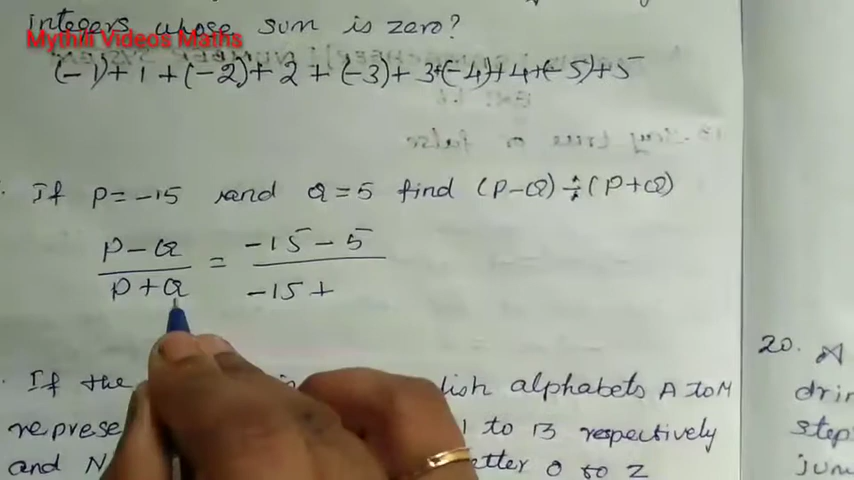 integers whose sum is zero?
Mythili Videos Maths
(-1)+1+(-2)+2+(-3)+3+(-4)+4+(-5)+5
If P=-15 and Q=5 find (P-Q)÷(P+Q)
P-Q / P+Q = -15-5 / -15+
If the lish alphabets A to M
represe 1 to 13 respectively
and N etter O to Z
20. A
drin
step
jum